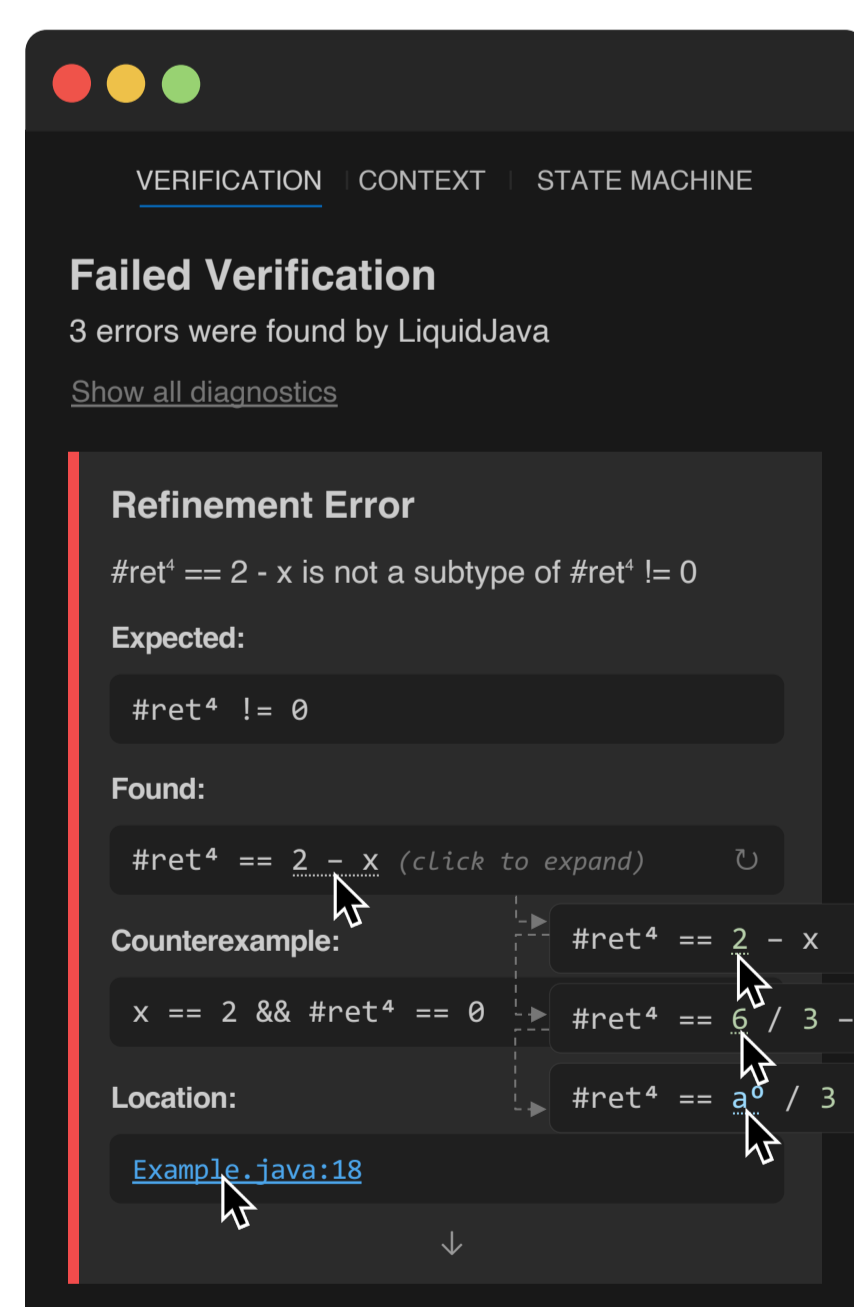 VERIFICATION | CONTEXT | STATE MACHINE
Failed Verification
3 errors were found by LiquidJava
Show all diagnostics
Refinement Error
#ret⁴ == 2 - x is not a subtype of #ret⁴ != 0
Expected:
#ret⁴ != 0
Found:
#ret⁴ == 2 – x (click to expand)
#ret⁴ == 2 – x
Counterexample:
x == 2 && #ret⁴ == 0
#ret⁴ == 6 / 3 –
#ret⁴ == a⁰ / 3
Location:
Example.java:18